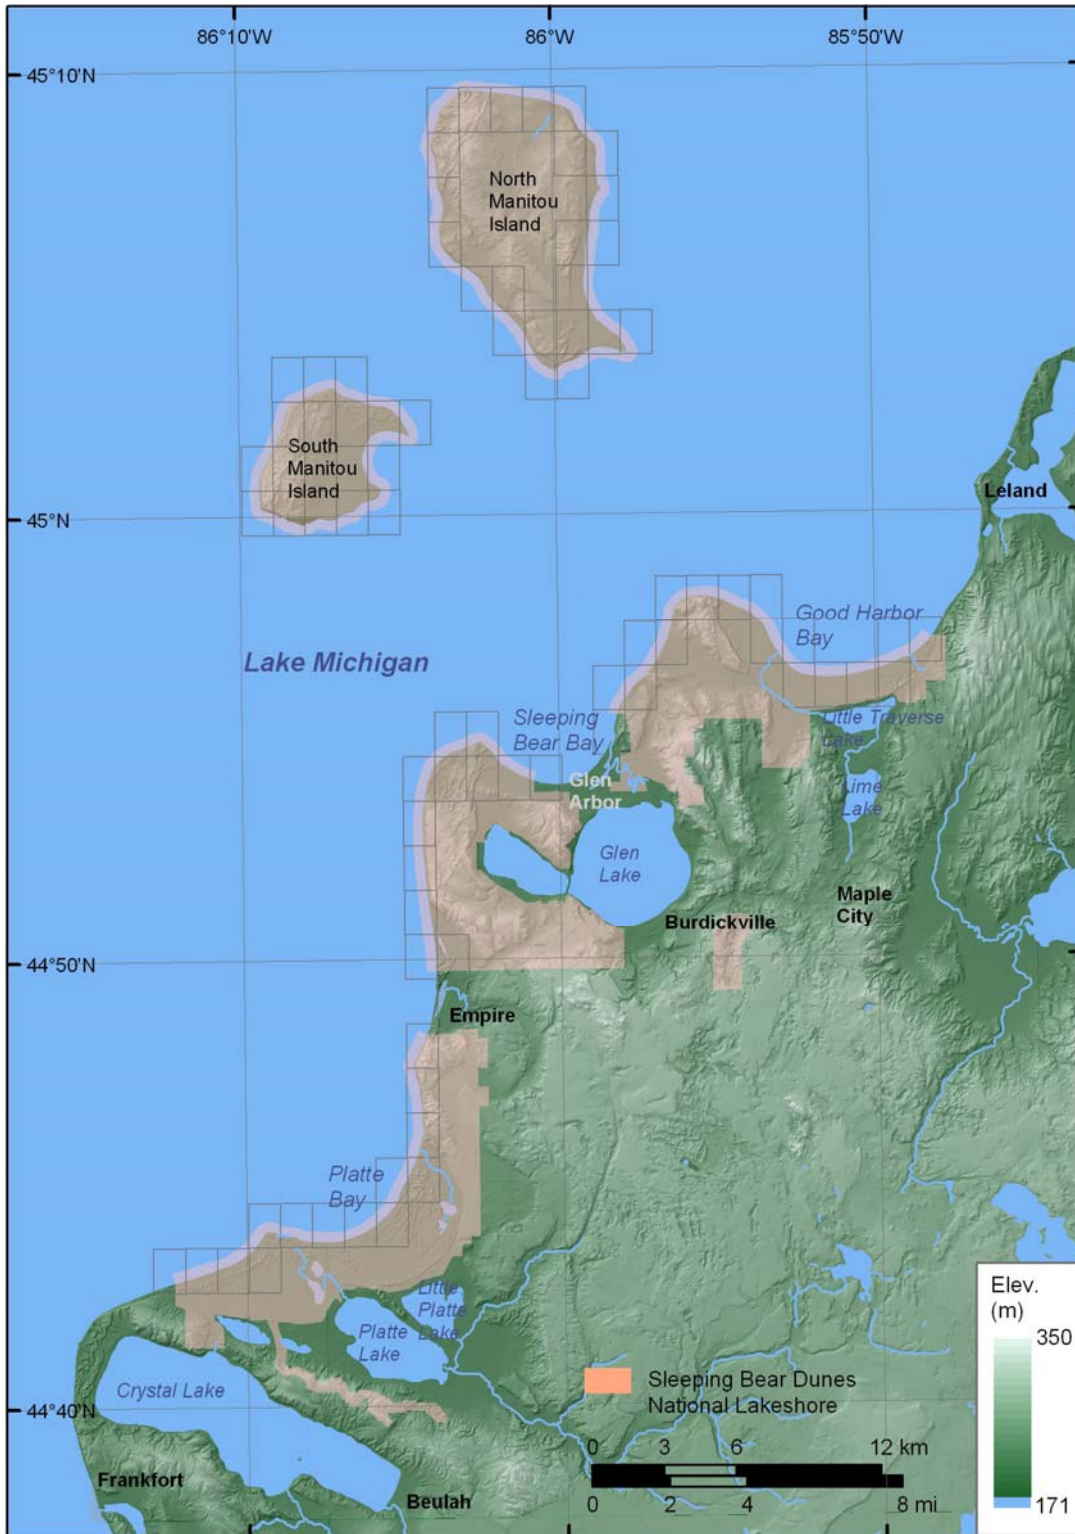 86°10'W
86°W
85°50'W
45°10'N
North
Manitou
Island
South
Manitou
Island
Leland
45°N
Good Harbor
Bay
Lake Michigan
Sleeping
Bear Bay
Little Traverse
Lake
Glen
Arbor
Lime
Lake
Glen
Lake
Maple
City
Burdickville
44°50'N
Empire
Platte
Bay
Little
Platte
Lake
Platte
Lake
Crystal Lake
44°40'N
Frankfort
Beulah
Sleeping Bear Dunes
National Lakeshore
0 3 6 12 km
0 2 4 8 mi
Elev.
(m)
350
171